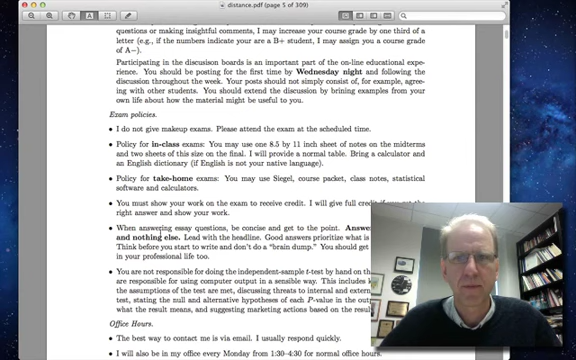 distance.pdf (page 5 of 309)
questions or making insightful comments, I may increase your course grade by one third of a
letter (e.g., if the numbers indicate your are a B+ student, I may assign you a course grade
of A−).
Participating in the discusison boards is an important part of the on-line educational expe-
rience. You should be posting for the first time by Wednesday night and following the
discussion throughout the week. Your posts should not simply consist of, for example, agree-
ing with other students. You should extend the discussion by brining examples from your
own life about how the material might be useful to you.
Exam policies.
• I do not give makeup exams. Please attend the exam at the scheduled time.
• Policy for in-class exams: You may use one 8.5 by 11 inch sheet of notes on the midterms
and two sheets of this size on the final. I will provide a normal table. Bring a calculator and
an English dictionary (if English is not your native language).
• Policy for take-home exams: You may use Siegel, course packet, class notes, statistical
software and calculators.
• You must show your work on the exam to receive credit. I will give full credit if you get the
right answer and show your work.
• When answering essay questions, be concise and get to the point.
and nothing else. Lead with the headline. Good answers prioritize what is
Think before you start to write and don't do a "brain dump." You should get
in your professional life too.
• You are not responsible for doing the independent-sample t-test by hand on th
are responsible for using computer output in a sensible way. This includes k
the assumptions of the test are met, discussing threats to internal and extern
test, stating the null and alternative hypotheses of each P-value in the out
what the result means, and suggesting marketing actions based on the resul
Office Hours.
• The best way to contact me is via email. I usually respond quickly.
• I will also be in my office every Monday from 1:30–4:30 for normal office hours.